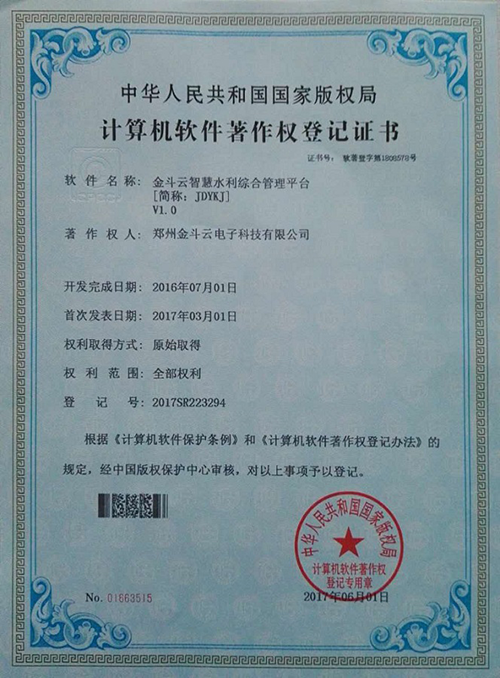 中华人民共和国国家版权局
计算机软件著作权登记证书
证书号： 软著登字第1808578号
软件名称： 金斗云智慧水利综合管理平台
[简称：JDYKJ]
V1.0
著作权人： 郑州金斗云电子科技有限公司
开发完成日期： 2016年07月01日
首次发表日期： 2017年03月01日
权利取得方式： 原始取得
权利范围： 全部权利
登记号： 2017SR223294
根据《计算机软件保护条例》和《计算机软件著作权登记办法》的
规定，经中国版权保护中心审核，对以上事项予以登记。
中华人民共和国国家版权局
计算机软件著作权
登记专用章
No. 01663515
2017年06月01日